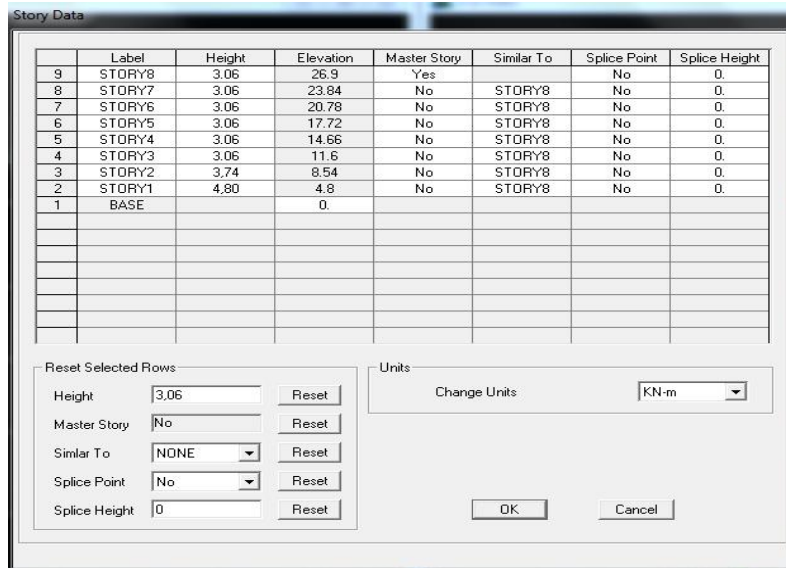 Story Data
Label Height Elevation Master Story Similar To Splice Point Splice Height
9 STORY8 3.06 26.9 Yes No 0.
8 STORY7 3.06 23.84 No STORY8 No 0.
7 STORY6 3.06 20.78 No STORY8 No 0.
6 STORY5 3.06 17.72 No STORY8 No 0.
5 STORY4 3.06 14.66 No STORY8 No 0.
4 STORY3 3.06 11.6 No STORY8 No 0.
3 STORY2 3,74 8.54 No STORY8 No 0.
2 STORY1 4,80 4.8 No STORY8 No 0.
1 BASE 0.
Reset Selected Rows
Height 3,06 Reset
Master Story No Reset
Simlar To NONE Reset
Splice Point No Reset
Splice Height 0 Reset
Units
Change Units KN-m
OK Cancel